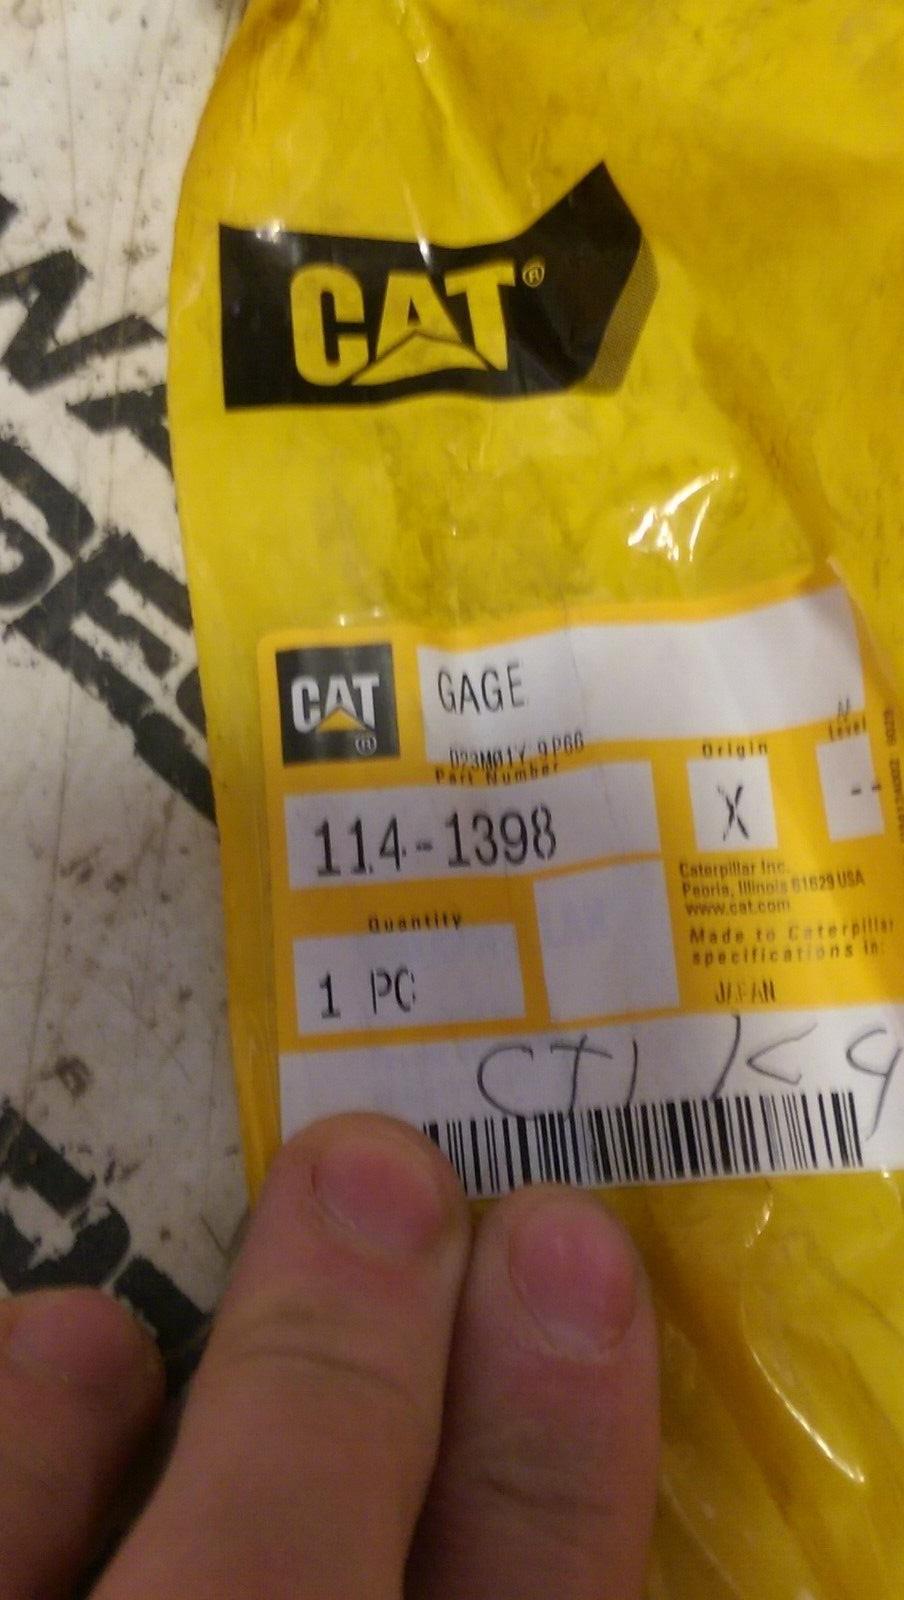 CAT®
CAT ®
GAGE
Part Number
114-1398
Origin
X
Level
--
Caterpillar Inc.
Peoria, Illinois 61629 USA
www.cat.com
Made to Caterpillar
specifications in:
JAPAN
Quantity
1 PC